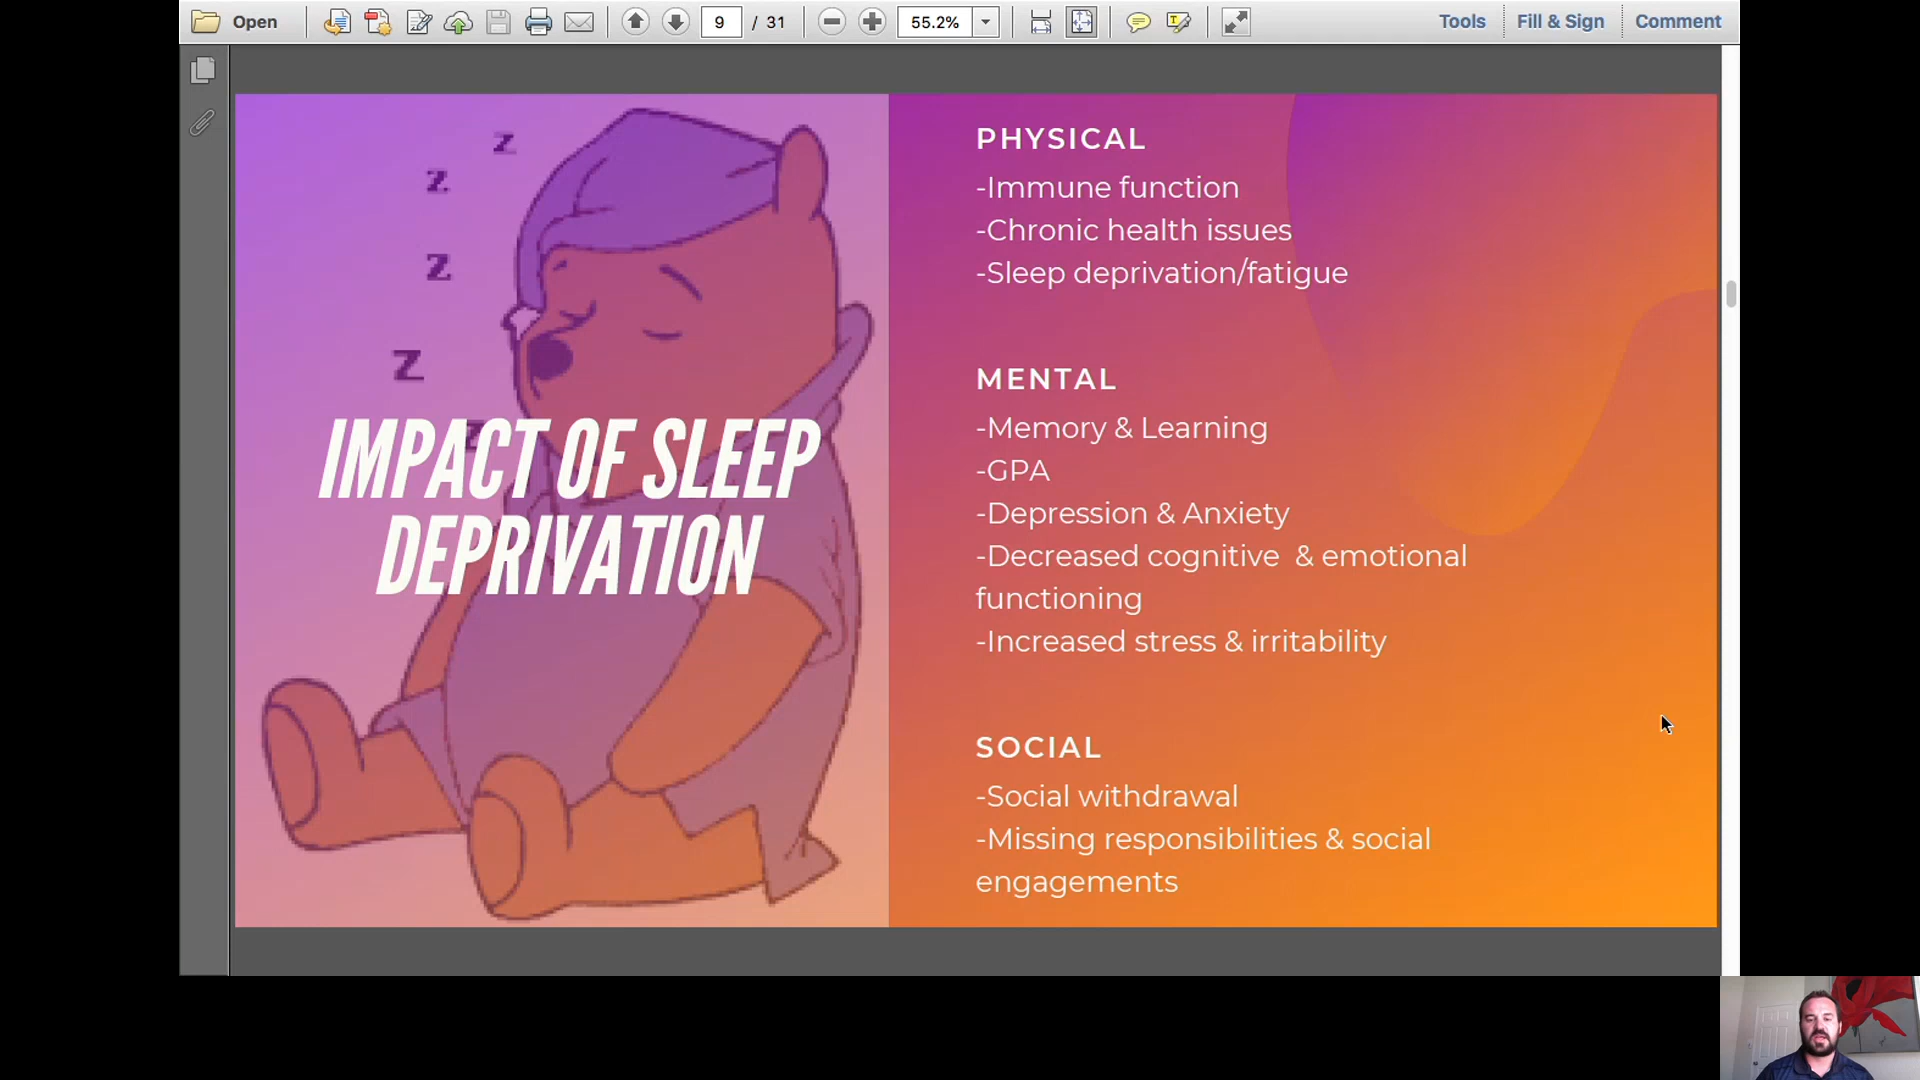 Open
9 / 31
55.2%
Tools
Fill & Sign
Comment
z
z
z
z
z
IMPACT OF SLEEP
DEPRIVATION
PHYSICAL
-Immune function
-Chronic health issues
-Sleep deprivation/fatigue
MENTAL
-Memory & Learning
-GPA
-Depression & Anxiety
-Decreased cognitive & emotional
functioning
-Increased stress & irritability
SOCIAL
-Social withdrawal
-Missing responsibilities & social
engagements